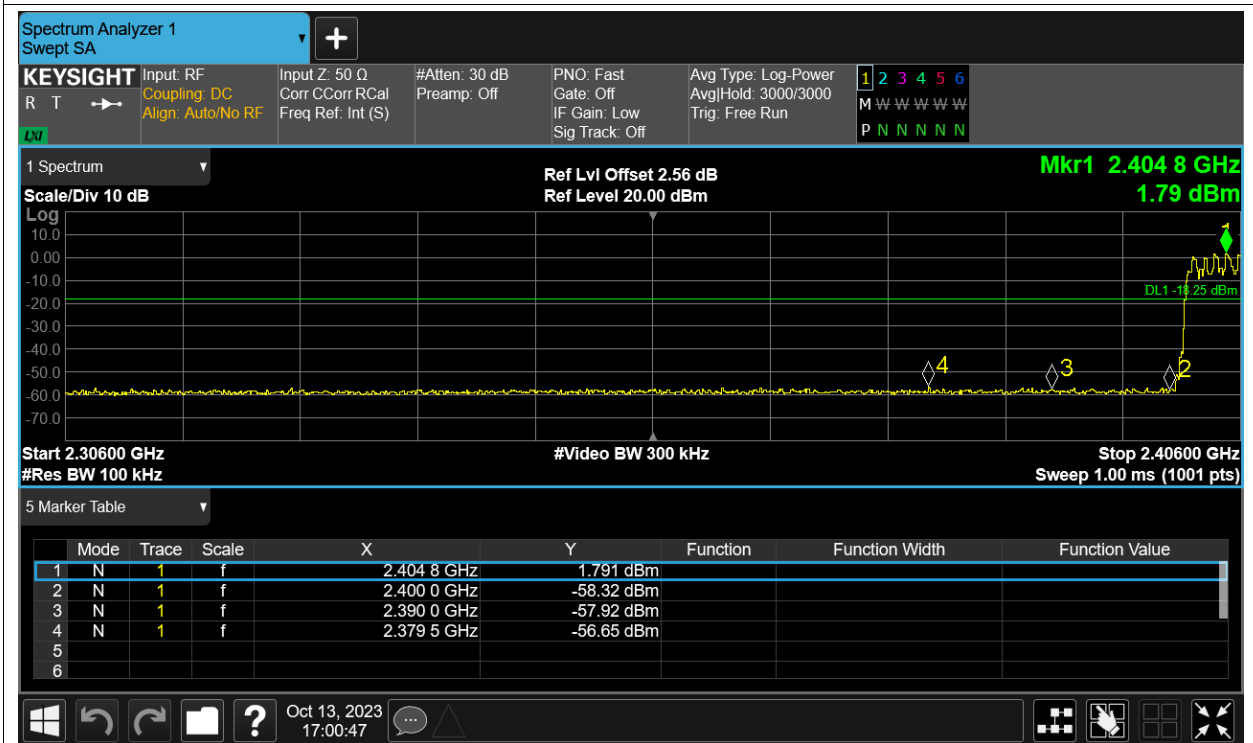 Spectrum Analyzer 1
Swept SA
+
KEYSIGHT Input: RF Input Z: 50 Ω #Atten: 30 dB PNO: Fast Avg Type: Log-Power 1 2 3 4 5 6
R T Coupling: DC Corr CCorr RCal Preamp: Off Gate: Off Avg|Hold: 3000/3000 M W W W W W
Align: Auto/No RF Freq Ref: Int (S) IF Gain: Low Trig: Free Run
LXI Sig Track: Off P N N N N N
1 Spectrum Ref Lvl Offset 2.56 dB Mkr1 2.404 8 GHz
Scale/Div 10 dB Ref Level 20.00 dBm 1.79 dBm
Log
10.0 1
0.00
-10.0
DL1 -18.25 dBm
-20.0
-30.0
-40.0
4 3 2
-50.0
-60.0
-70.0
Start 2.30600 GHz #Video BW 300 kHz Stop 2.40600 GHz
#Res BW 100 kHz Sweep 1.00 ms (1001 pts)
5 Marker Table
Mode Trace Scale X Y Function Function Width Function Value
1 N 1 f 2.404 8 GHz 1.791 dBm
2 N 1 f 2.400 0 GHz -58.32 dBm
3 N 1 f 2.390 0 GHz -57.92 dBm
4 N 1 f 2.379 5 GHz -56.65 dBm
5
6
? Oct 13, 2023
17:00:47